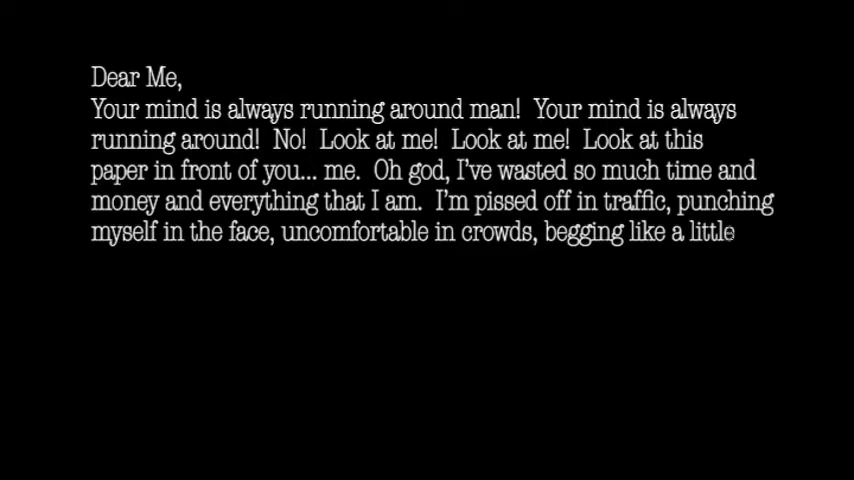 Dear Me,
Your mind is always running around man!  Your mind is always
running around!  No!  Look at me!  Look at me!  Look at this
paper in front of you... me.  Oh god, I've wasted so much time and
money and everything that I am.  I'm pissed off in traffic, punching
myself in the face, uncomfortable in crowds, begging like a little